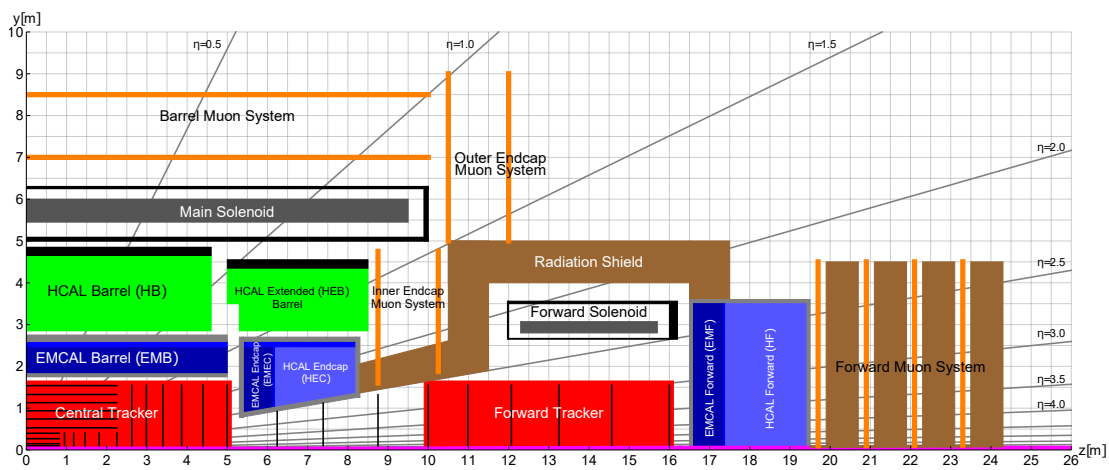 y[m]
10
9
8
7
6
5
4
3
2
1
0
η=0.5
η=1.0
η=1.5
η=2.0
η=2.5
η=3.0
η=3.5
η=4.0
Barrel Muon System
Outer Endcap
Muon System
Main Solenoid
Radiation Shield
HCAL Barrel (HB)
HCAL Extended (HEB)
Barrel
Inner Endcap
Muon System
Forward Solenoid
EMCAL Barrel (EMB)
EMCAL Endcap
(EMEC)
HCAL Endcap
(HEC)
EMCAL Forward (EMF)
HCAL Forward (HF)
Forward Muon System
Central Tracker
Forward Tracker
0 1 2 3 4 5 6 7 8 9 10 11 12 13 14 15 16 17 18 19 20 21 22 23 24 25 26
z[m]